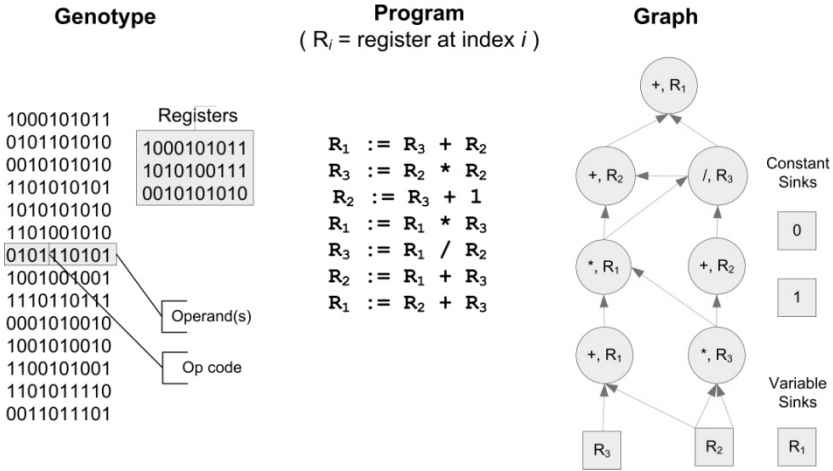 Genotype
1000101011
0101101010
0010101010
1101010101
1010101010
1101001010
0101110101
1001001001
1110110111
0001010010
1001010010
1100101001
1101011110
0011011101
Registers
1000101011
1010100111
0010101010
Operand(s)
Op code
Program
( Ri = register at index i )
R1 := R3 + R2
R3 := R2 * R2
R2 := R3 + 1
R1 := R1 * R3
R3 := R1 / R2
R2 := R1 + R3
R1 := R2 + R3
Graph
+, R1
+, R2
/, R3
*, R1
+, R2
+, R1
*, R3
R3
R2
Constant
Sinks
0
1
Variable
Sinks
R1